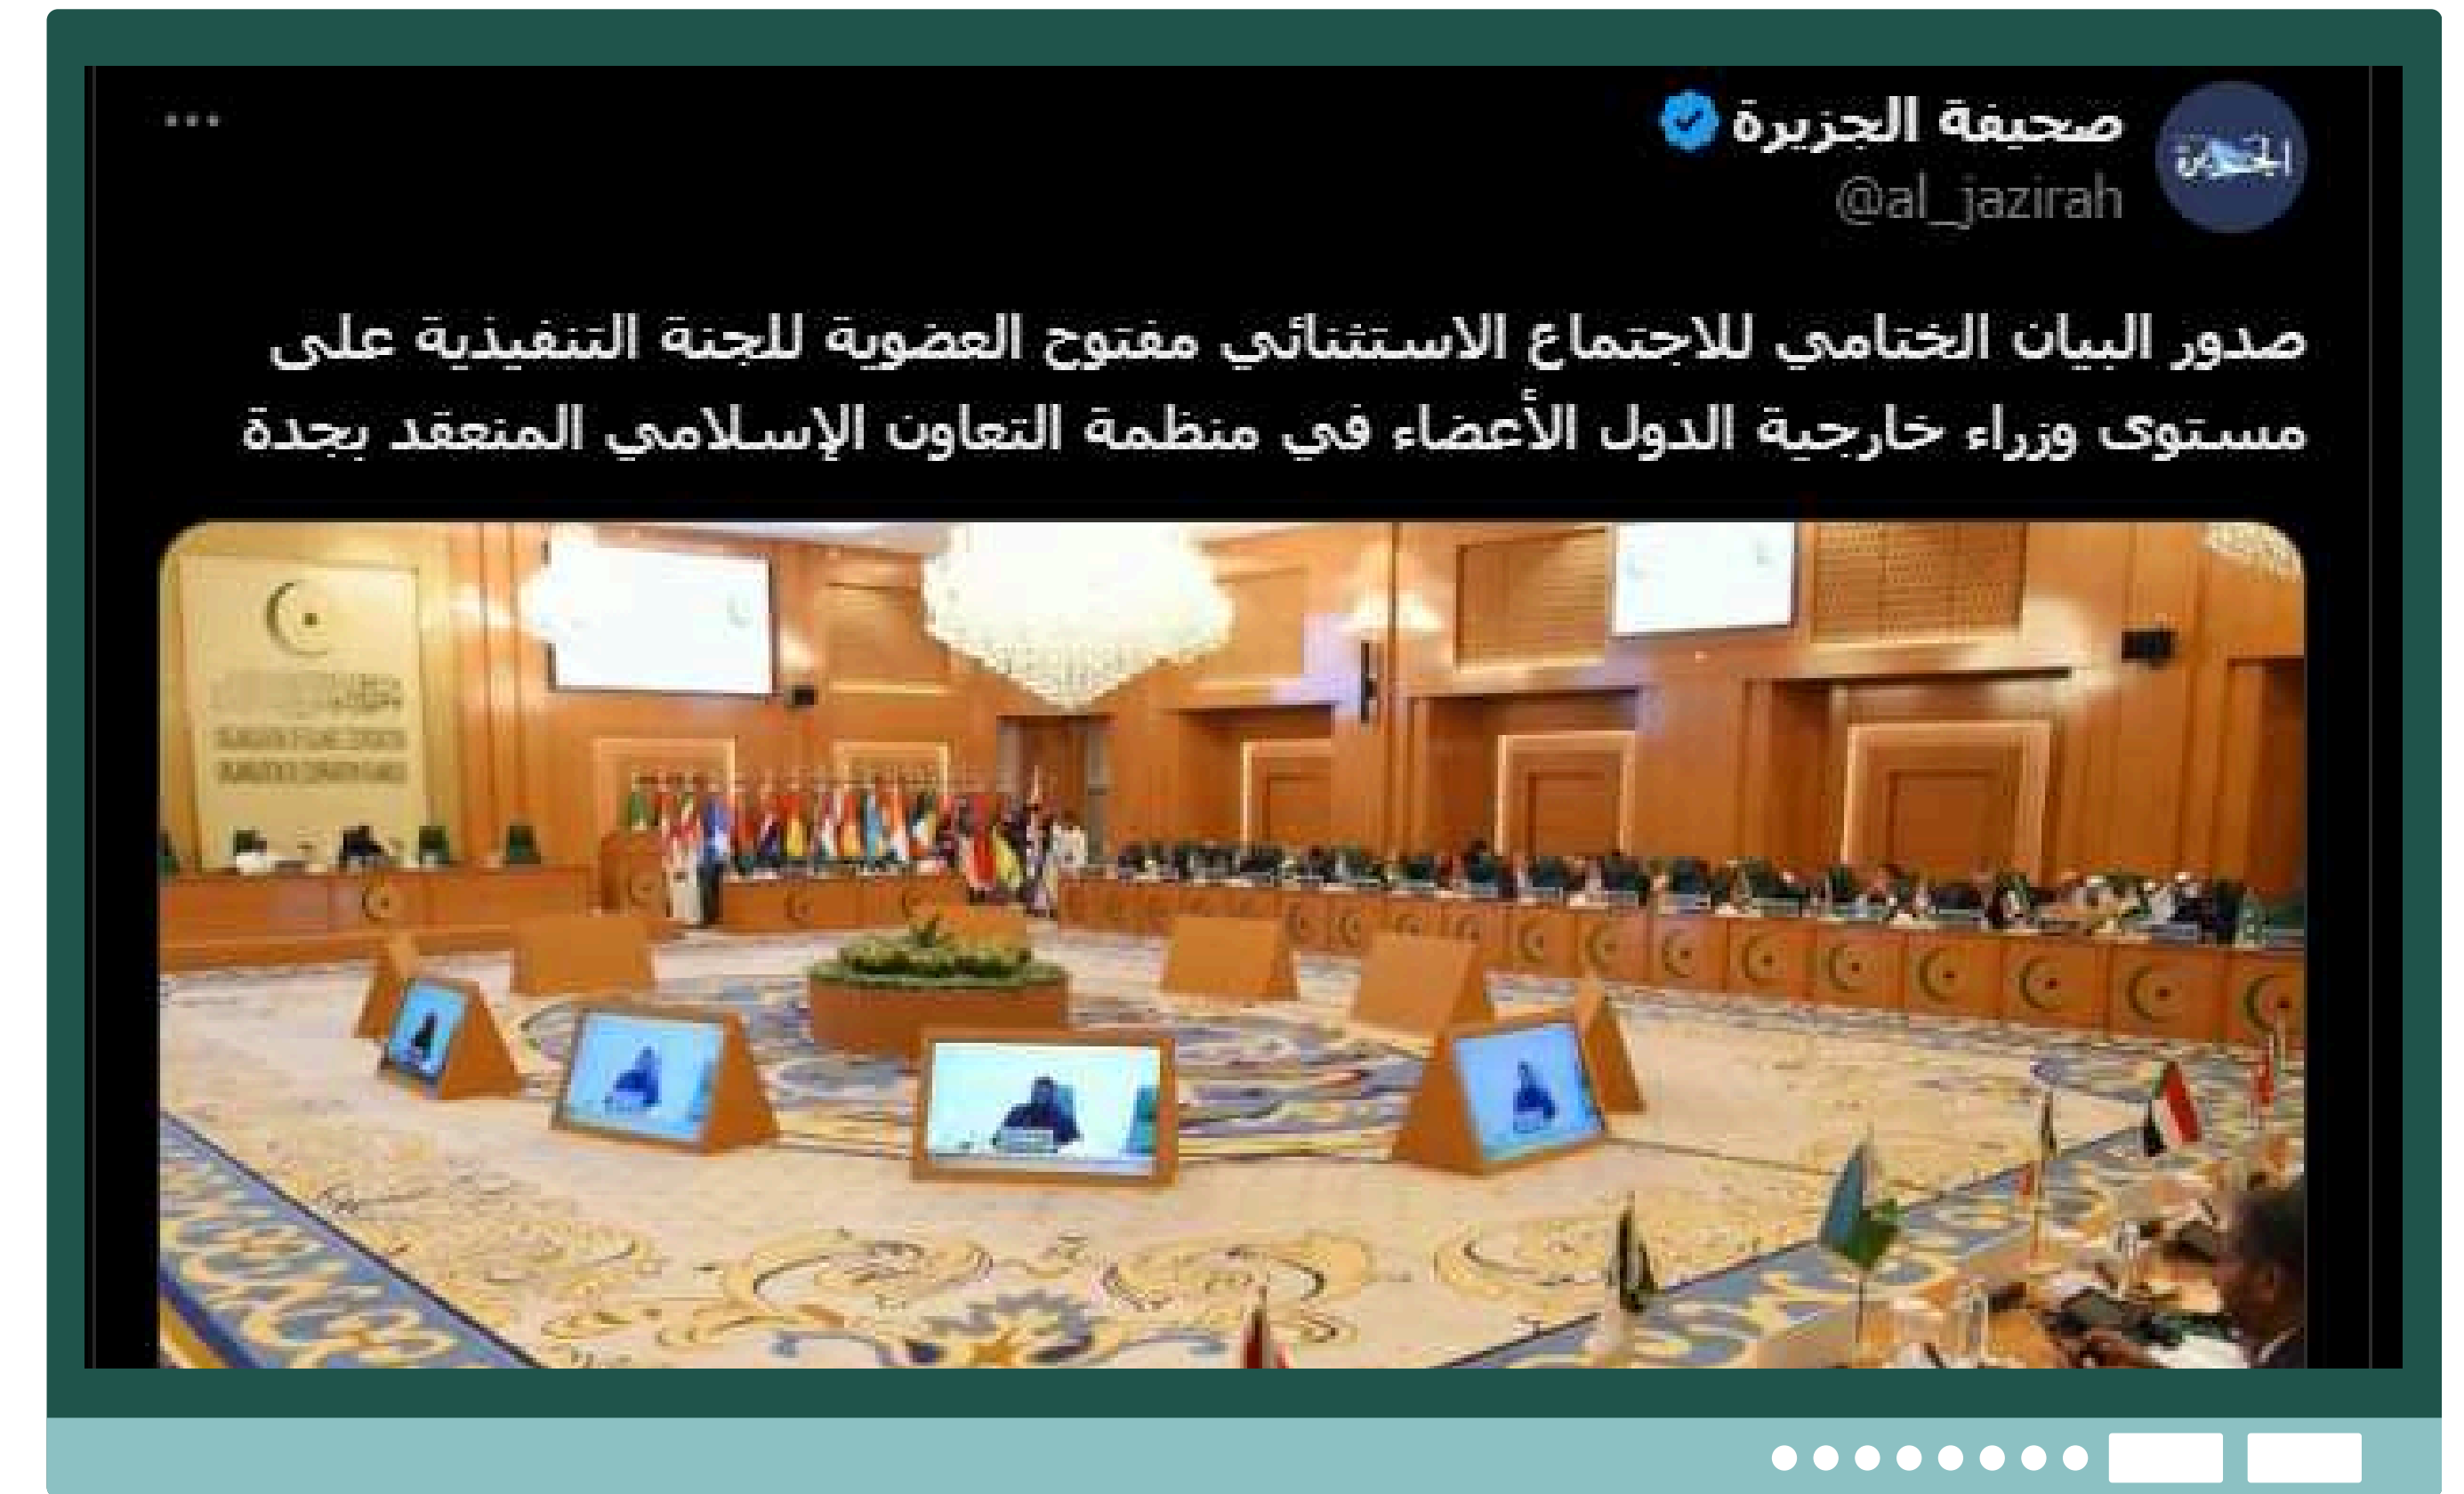 صحيفة الجزيرة
@al_jazirah
الجزيرة
صدور البيان الختامي للاجتماع الاستثنائي مفتوح العضوية للجنة التنفيذية على
مستوى وزراء خارجية الدول الأعضاء في منظمة التعاون الإسلامي المنعقد بجدة